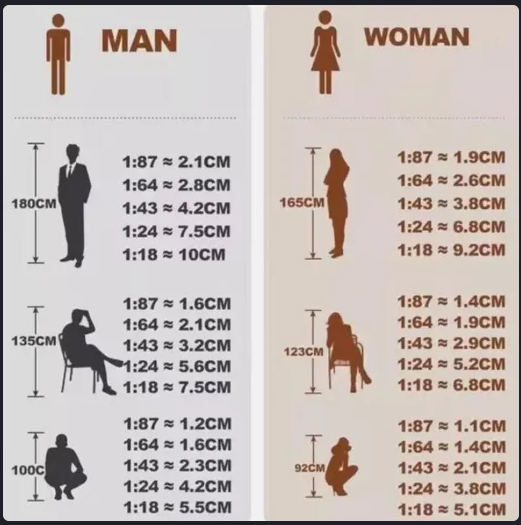 MAN
180CM
1:87 ≈ 2.1CM
1:64 ≈ 2.8CM
1:43 ≈ 4.2CM
1:24 ≈ 7.5CM
1:18 ≈ 10CM
135CM
1:87 ≈ 1.6CM
1:64 ≈ 2.1CM
1:43 ≈ 3.2CM
1:24 ≈ 5.6CM
1:18 ≈ 7.5CM
100C
1:87 ≈ 1.2CM
1:64 ≈ 1.6CM
1:43 ≈ 2.3CM
1:24 ≈ 4.2CM
1:18 ≈ 5.5CM
WOMAN
165CM
1:87 ≈ 1.9CM
1:64 ≈ 2.6CM
1:43 ≈ 3.8CM
1:24 ≈ 6.8CM
1:18 ≈ 9.2CM
123CM
1:87 ≈ 1.4CM
1:64 ≈ 1.9CM
1:43 ≈ 2.9CM
1:24 ≈ 5.2CM
1:18 ≈ 6.8CM
92CM
1:87 ≈ 1.1CM
1:64 ≈ 1.4CM
1:43 ≈ 2.1CM
1:24 ≈ 3.8CM
1:18 ≈ 5.1CM